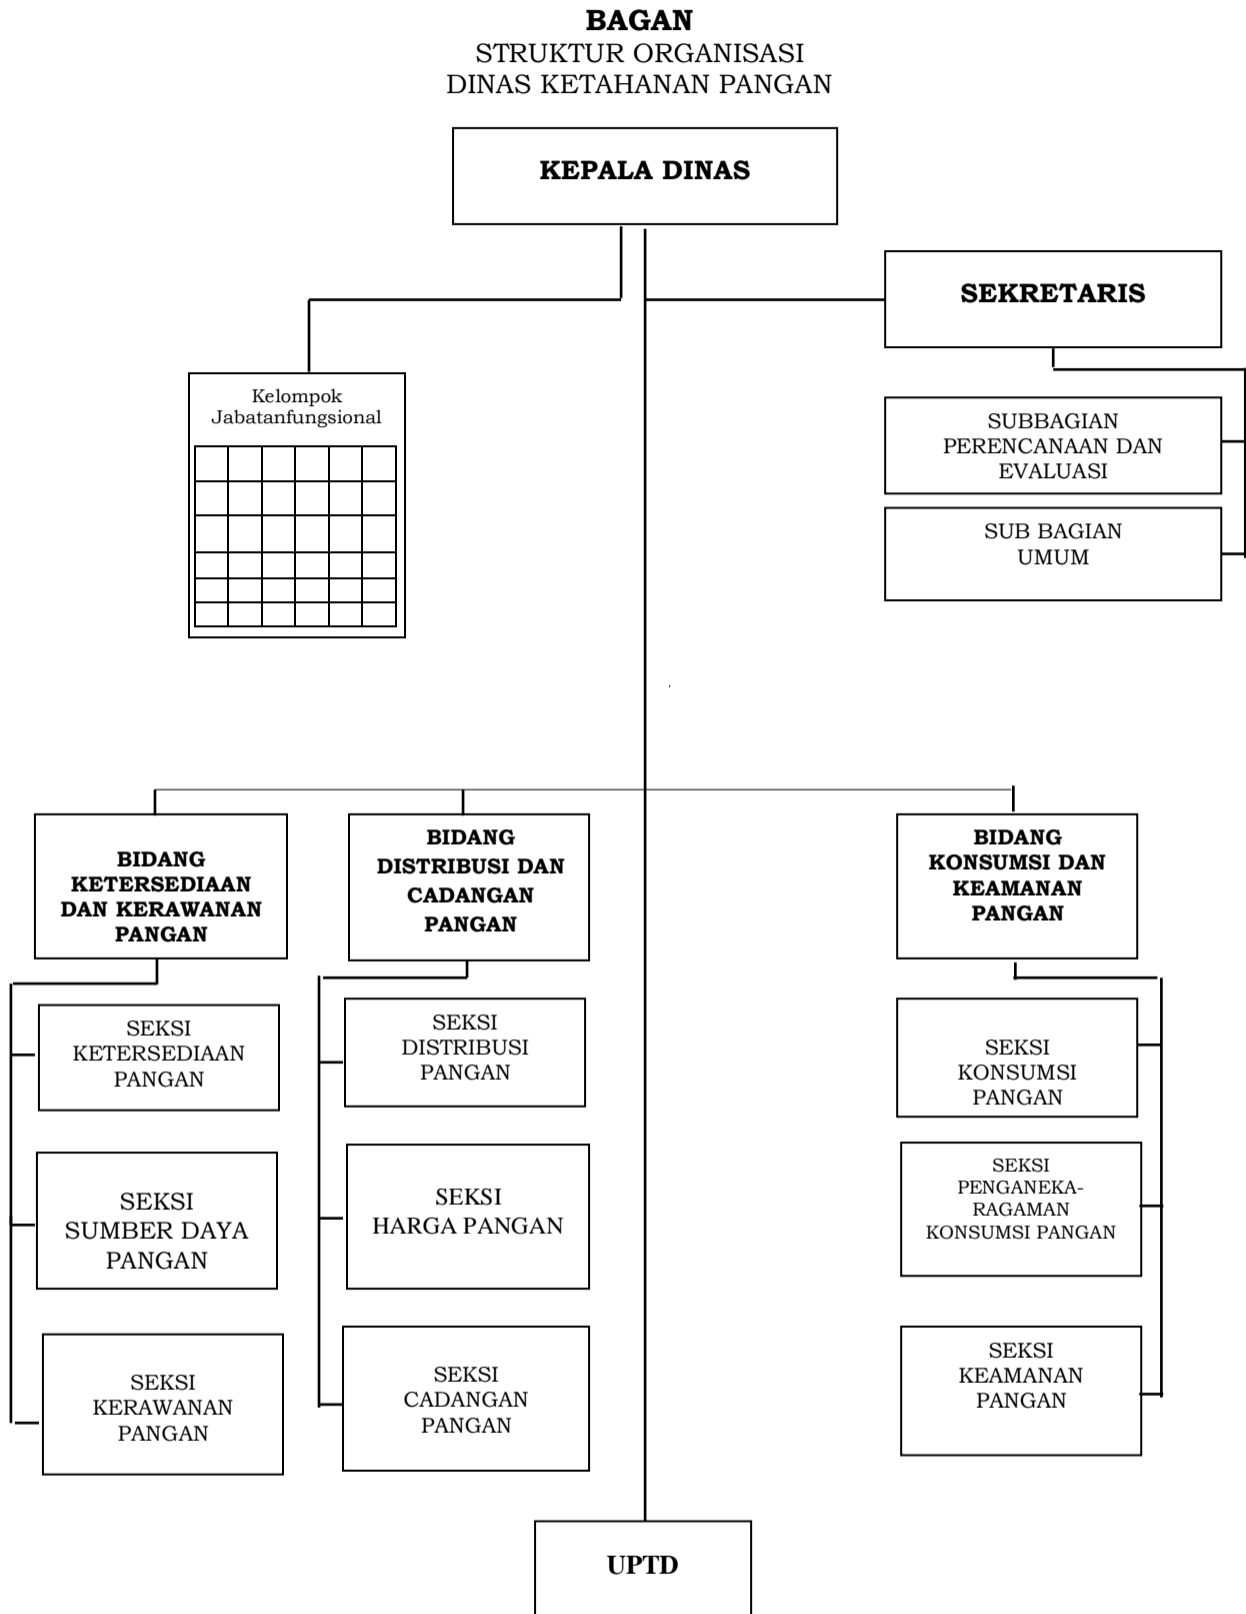 BAGAN
STRUKTUR ORGANISASI
DINAS KETAHANAN PANGAN
KEPALA DINAS
SEKRETARIS
Kelompok
Jabatanfungsional
SUBBAGIAN
PERENCANAAN DAN
EVALUASI
SUB BAGIAN
UMUM
BIDANG
KETERSEDIAAN
DAN KERAWANAN
PANGAN
BIDANG
DISTRIBUSI DAN
CADANGAN
PANGAN
BIDANG
KONSUMSI DAN
KEAMANAN
PANGAN
SEKSI
KETERSEDIAAN
PANGAN
SEKSI
DISTRIBUSI
PANGAN
SEKSI
KONSUMSI
PANGAN
SEKSI
SUMBER DAYA
PANGAN
SEKSI
HARGA PANGAN
SEKSI
PENGANEKA-
RAGAMAN
KONSUMSI PANGAN
SEKSI
KERAWANAN
PANGAN
SEKSI
CADANGAN
PANGAN
SEKSI
KEAMANAN
PANGAN
UPTD